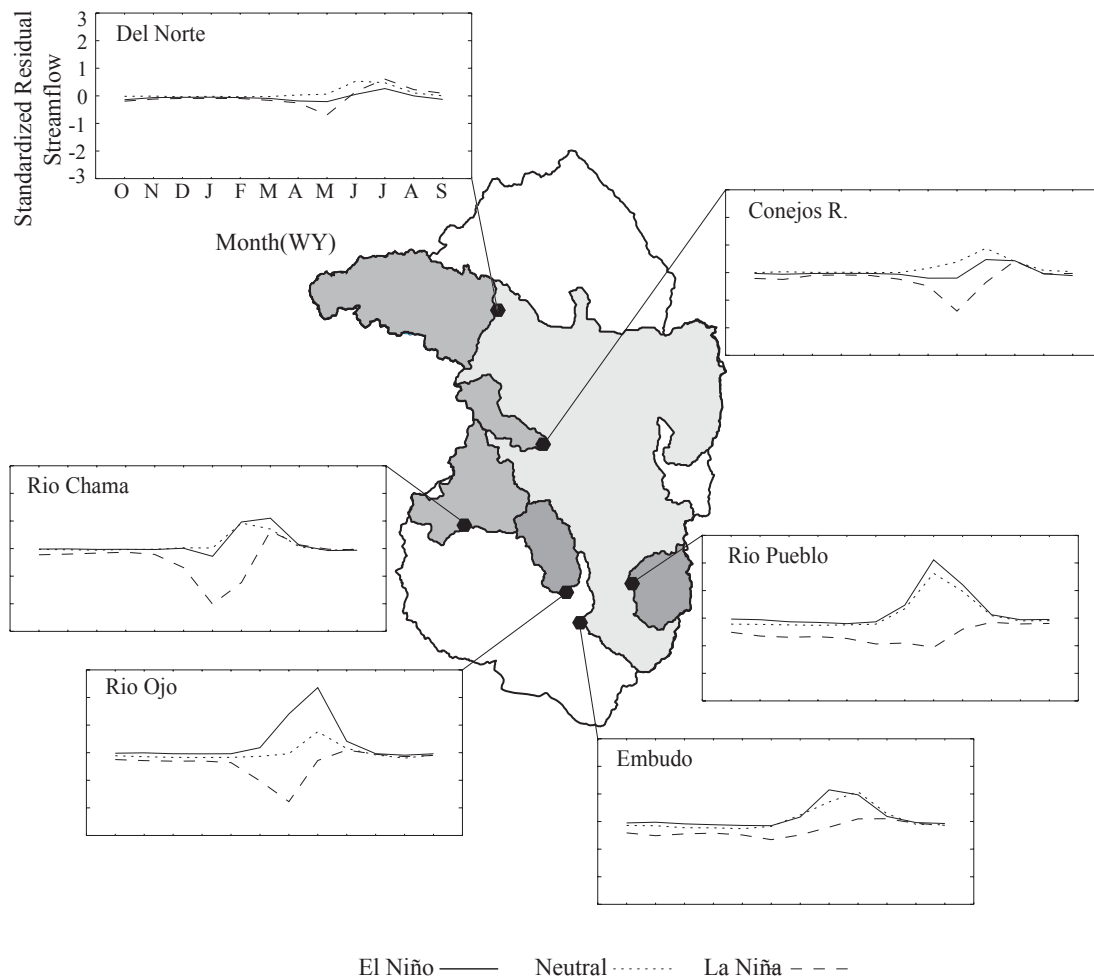 Del Norte
Standardized Residual
Streamflow
3
2
1
0
-1
-2
-3
O N D J F M A M J J A S
Month(WY)
Conejos R.
Rio Chama
Rio Pueblo
Rio Ojo
Embudo
El Niño Neutral La Niña